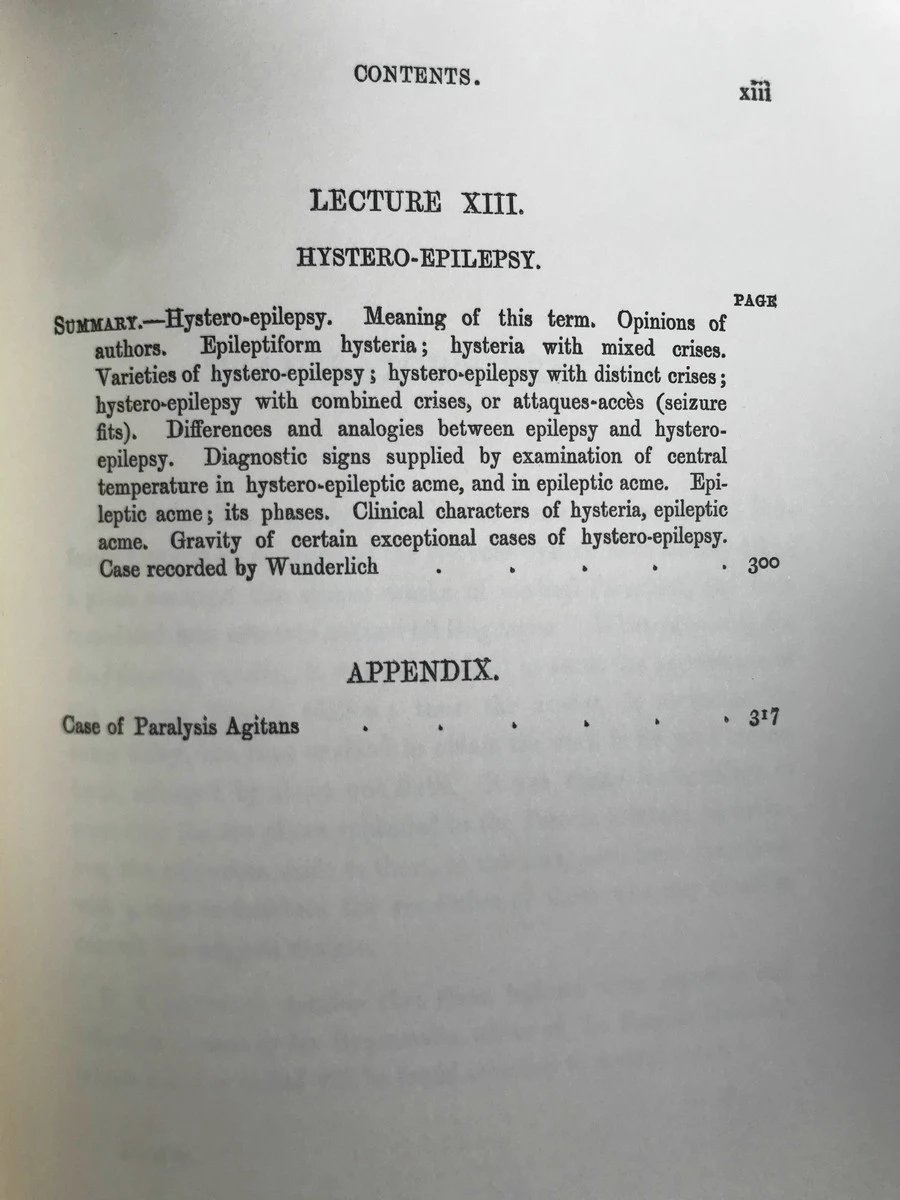 CONTENTS.
xiii
LECTURE XIII.
HYSTERO-EPILEPSY.
PAGE
SUMMARY.—Hystero-epilepsy. Meaning of this term. Opinions of
authors. Epileptiform hysteria; hysteria with mixed crises.
Varieties of hystero-epilepsy; hystero-epilepsy with distinct crises;
hystero-epilepsy with combined crises, or attaques-accès (seizure
fits). Differences and analogies between epilepsy and hystero-
epilepsy. Diagnostic signs supplied by examination of central
temperature in hystero-epileptic acme, and in epileptic acme. Epi-
leptic acme; its phases. Clinical characters of hysteria, epileptic
acme. Gravity of certain exceptional cases of hystero-epilepsy.
Case recorded by Wunderlich . . . . . 300
APPENDIX.
Case of Paralysis Agitans . . . . . . 317